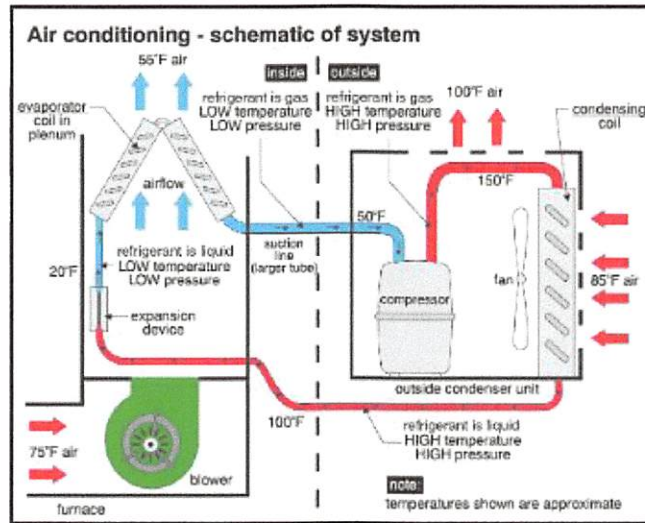 Air conditioning - schematic of system
55°F air
inside
outside
evaporator
coil in
plenum
refrigerant is gas
LOW temperature
LOW pressure
refrigerant is gas
HIGH temperature
HIGH pressure
100°F air
condensing
coil
airflow
150°F
50°F
refrigerant is liquid
LOW temperature
LOW pressure
20°F
suction
line
(larger tube)
compressor
fan
85°F air
expansion
device
outside condenser unit
100°F
refrigerant is liquid
HIGH temperature
HIGH pressure
75°F air
blower
furnace
note:
temperatures shown are approximate